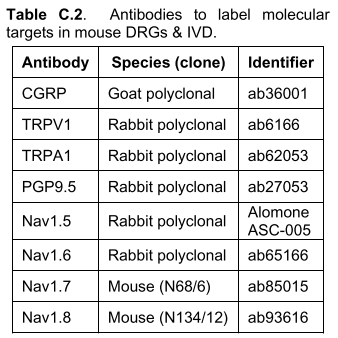 Table C.2. Antibodies to label molecular
targets in mouse DRGs & IVD.
Antibody Species (clone) Identifier
CGRP Goat polyclonal ab36001
TRPV1 Rabbit polyclonal ab6166
TRPA1 Rabbit polyclonal ab62053
PGP9.5 Rabbit polyclonal ab27053
Nav1.5 Rabbit polyclonal Alomone
ASC-005
Nav1.6 Rabbit polyclonal ab65166
Nav1.7 Mouse (N68/6) ab85015
Nav1.8 Mouse (N134/12) ab93616